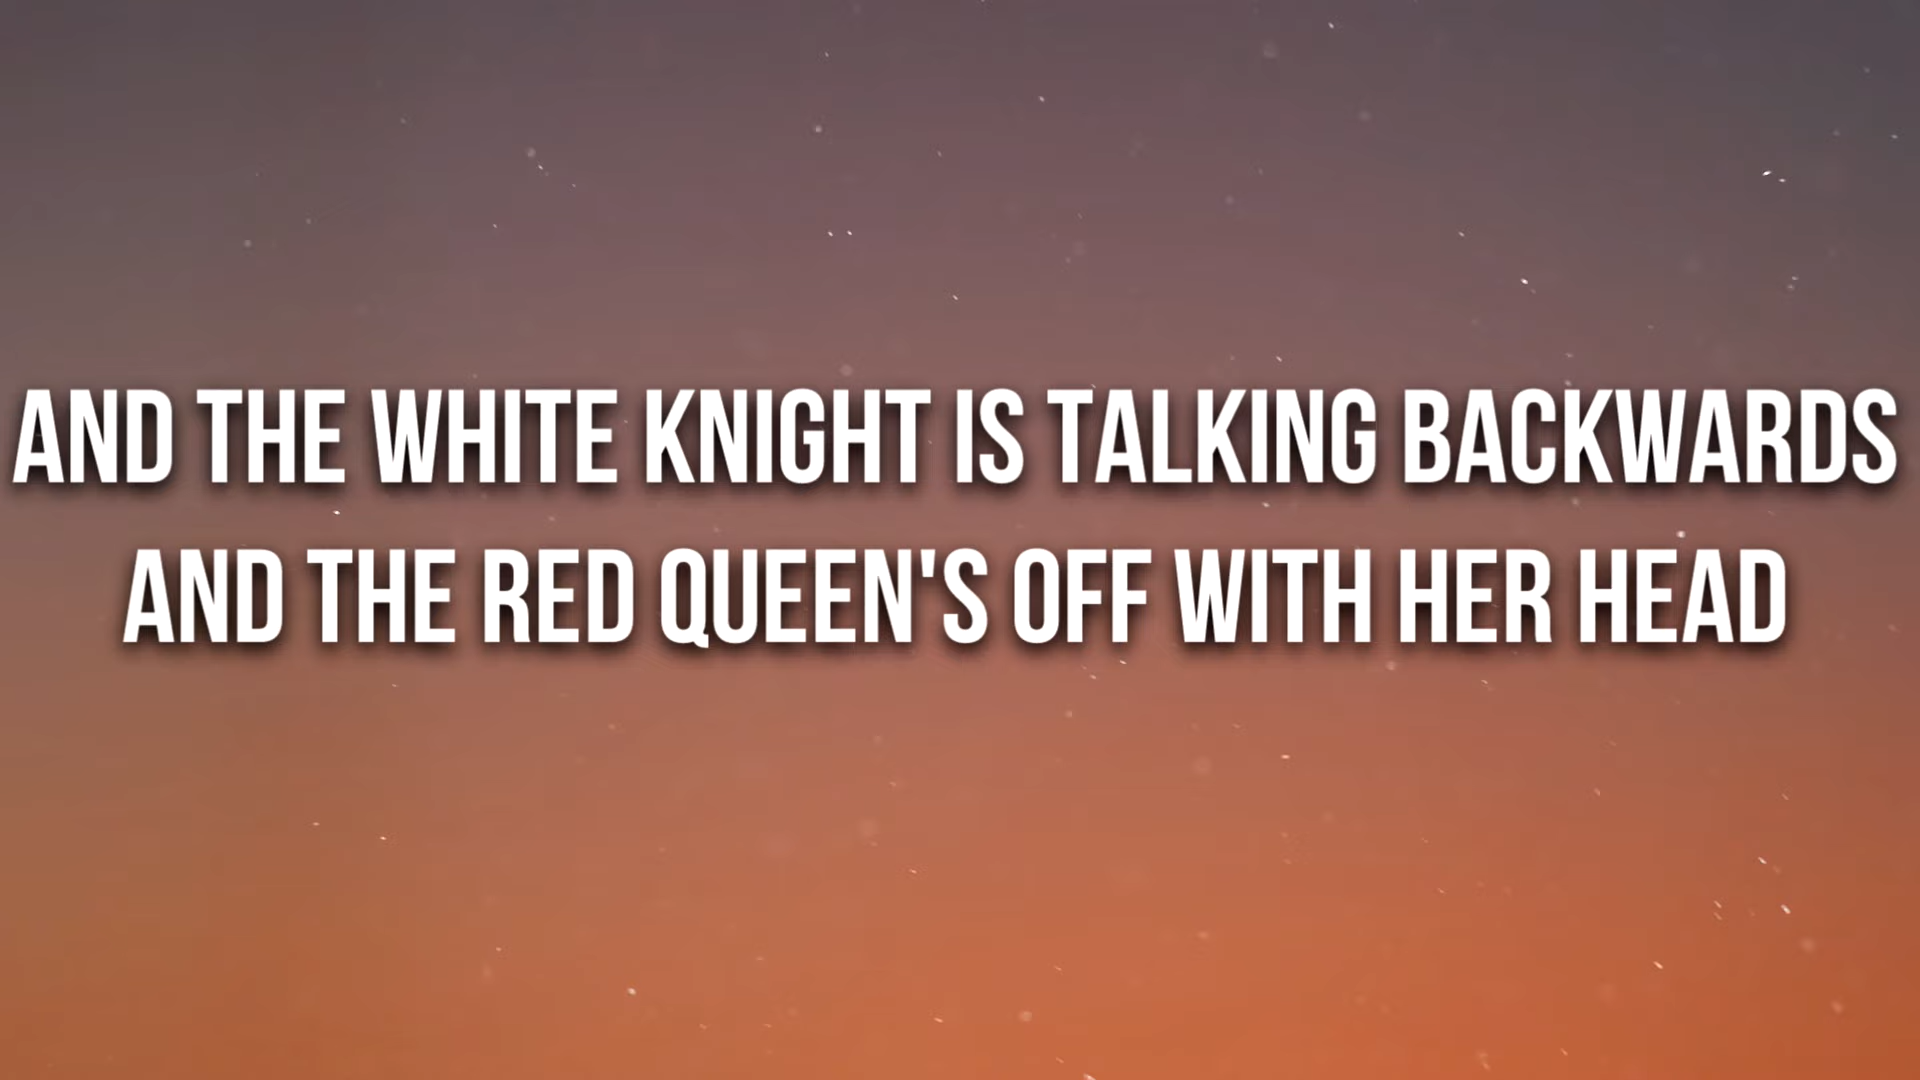 AND THE WHITE KNIGHT IS TALKING BACKWARDS
AND THE RED QUEEN'S OFF WITH HER HEAD